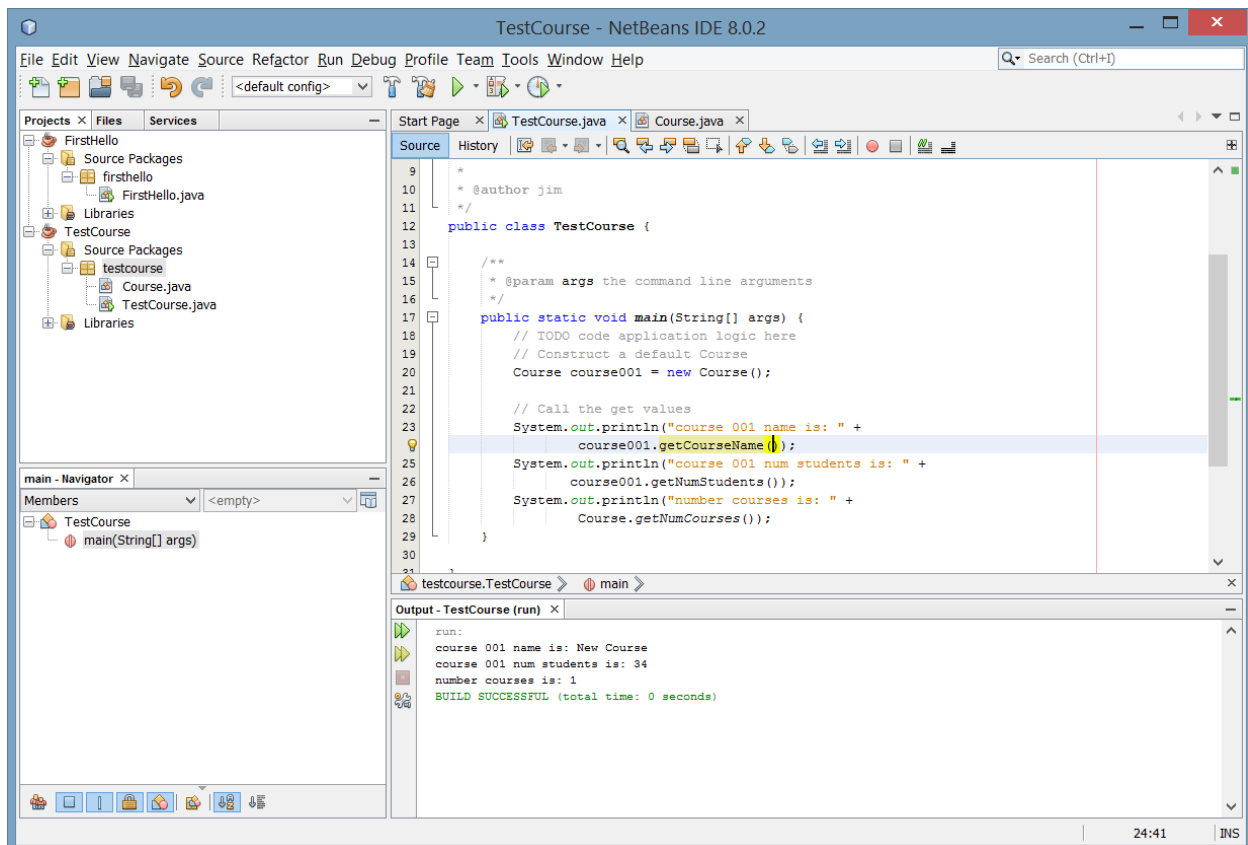 TestCourse - NetBeans IDE 8.0.2
File Edit View Navigate Source Refactor Run Debug Profile Team Tools Window Help
Search (Ctrl+I)
<default config>
Projects Files Services
FirstHello
Source Packages
firsthello
FirstHello.java
Libraries
TestCourse
Source Packages
testcourse
Course.java
TestCourse.java
Libraries
main - Navigator
Members <empty>
TestCourse
main(String[] args)
Start Page TestCourse.java Course.java
Source History
9 *
10 * @author jim
11 */
12 public class TestCourse {
13
14 /**
15 * @param args the command line arguments
16 */
17 public static void main(String[] args) {
18 // TODO code application logic here
19 // Construct a default Course
20 Course course001 = new Course();
21
22 // Call the get values
23 System.out.println("course 001 name is: " +
course001.getCourseName());
25 System.out.println("course 001 num students is: " +
26 course001.getNumStudents());
27 System.out.println("number courses is: " +
28 Course.getNumCourses());
29 }
30
31 }
testcourse.TestCourse main
Output - TestCourse (run)
run:
course 001 name is: New Course
course 001 num students is: 34
number courses is: 1
BUILD SUCCESSFUL (total time: 0 seconds)
24:41 INS